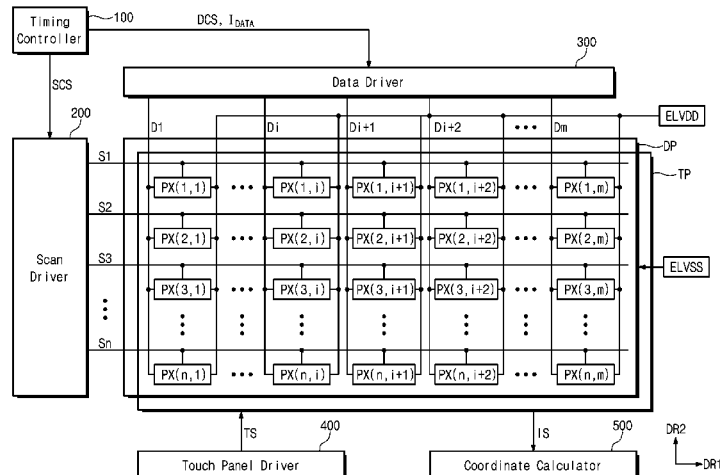 Timing Controller
100
DCS, IDATA
300
Data Driver
SCS
200
D1
Di
Di+1
Di+2
•••
Dm
ELVDD
DP
TP
S1
PX(1,1) ••• PX(1,i) PX(1,i+1) PX(1,i+2) ••• PX(1,m)
S2
PX(2,1) ••• PX(2,i) PX(2,i+1) PX(2,i+2) ••• PX(2,m)
Scan Driver
S3
ELVSS
PX(3,1) ••• PX(3,i) PX(3,i+1) PX(3,i+2) ••• PX(3,m)
Sn
PX(n,1) ••• PX(n,i) PX(n,i+1) PX(n,i+2) ••• PX(n,m)
TS
400
IS
500
DR2
DR1
Touch Panel Driver
Coordinate Calculator